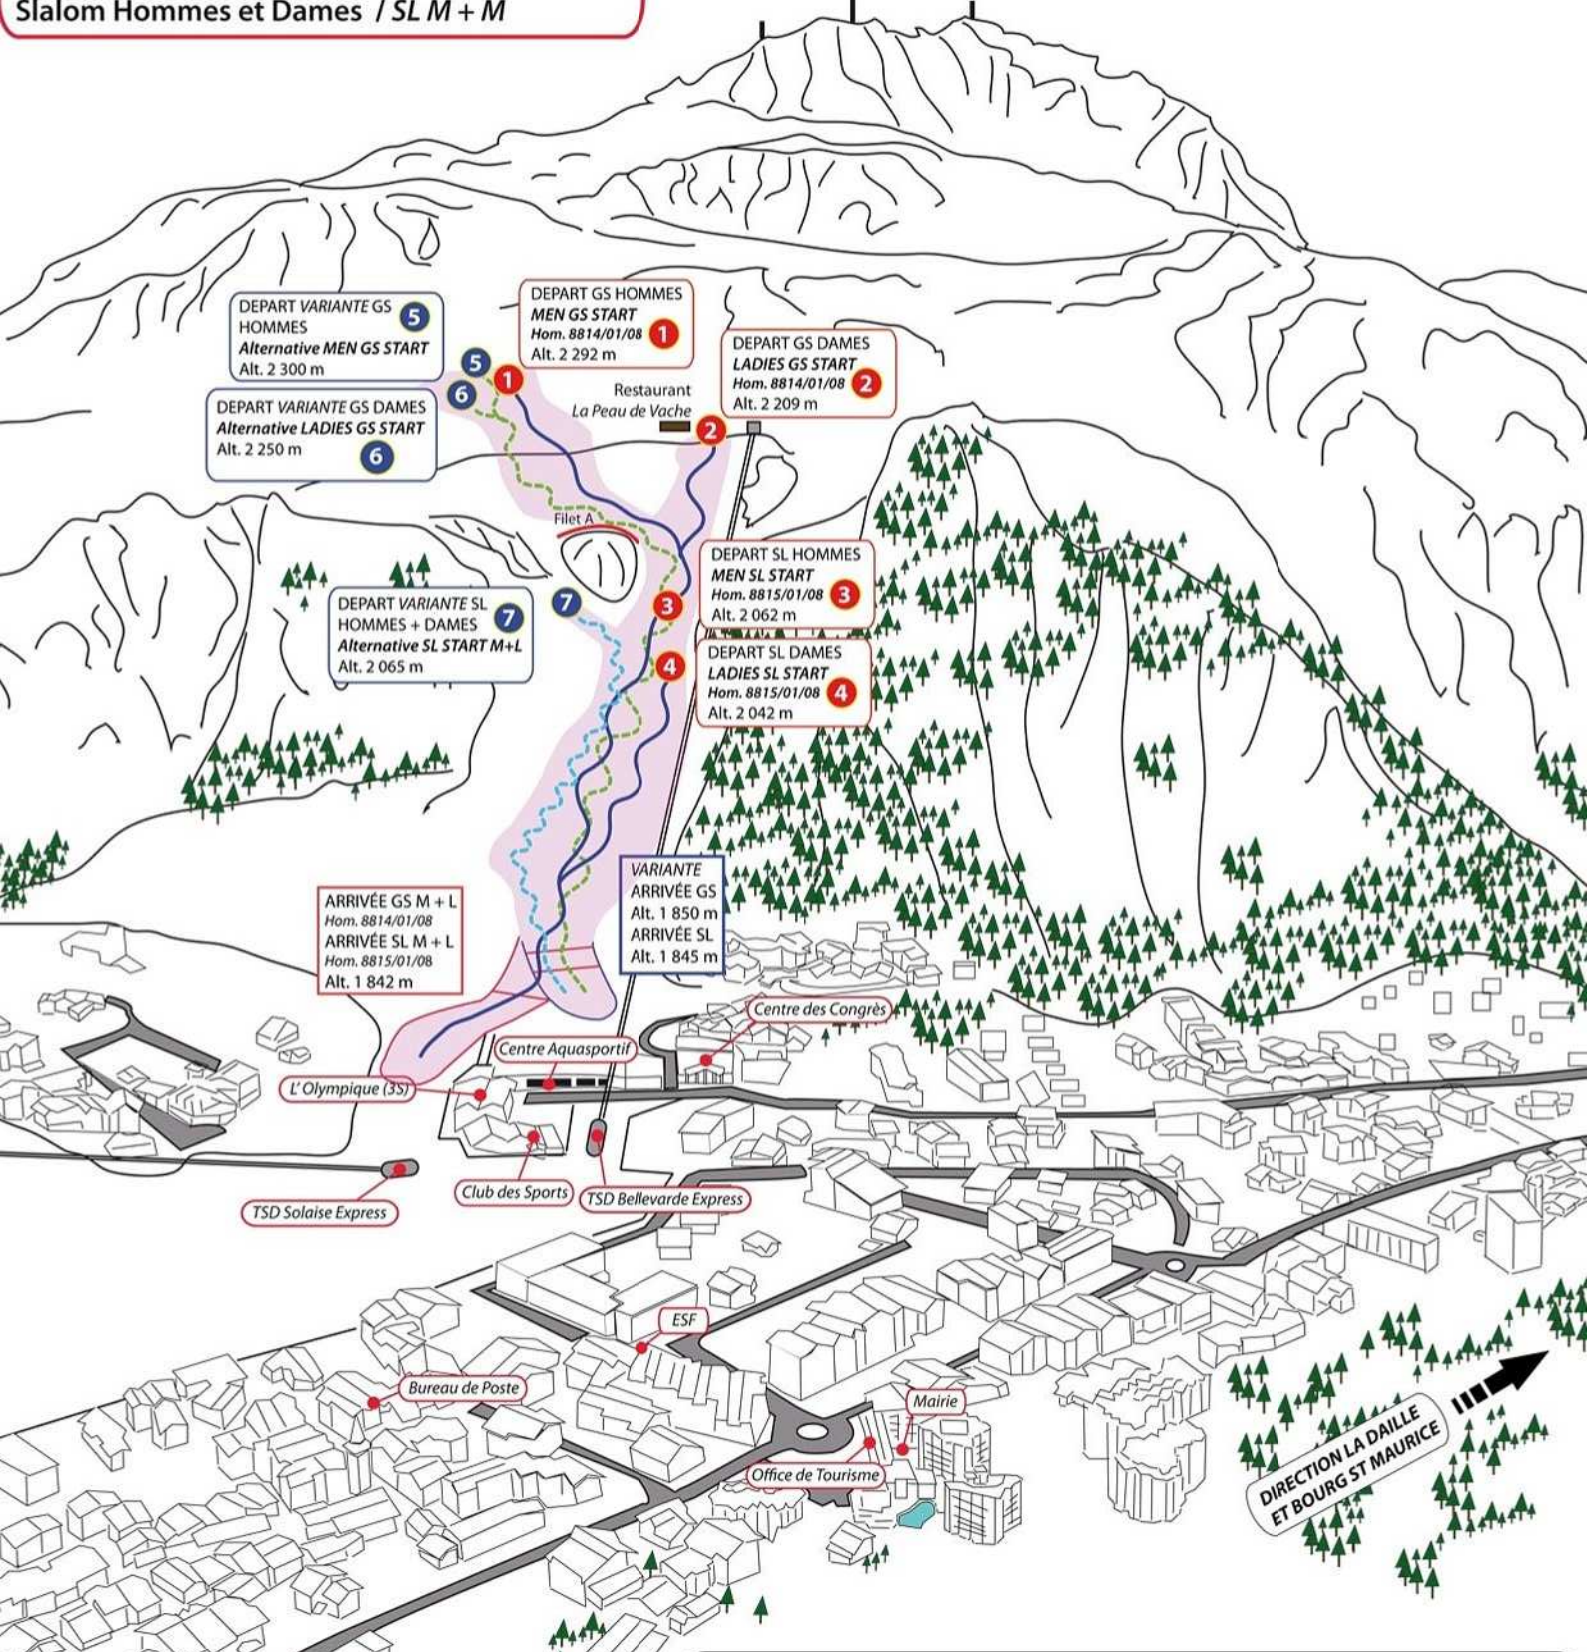 Slalom Hommes et Dames / SL M + M
DEPART VARIANTE GS
HOMMES
5
Alternative MEN GS START
Alt. 2 300 m
DEPART GS HOMMES
MEN GS START
Hom. 8814/01/08
1
Alt. 2 292 m
DEPART GS DAMES
LADIES GS START
Hom. 8814/01/08
2
Alt. 2 209 m
5
1
6
Restaurant
La Peau de Vache
2
DEPART VARIANTE GS DAMES
Alternative LADIES GS START
Alt. 2 250 m
6
Filet A
DEPART SL HOMMES
MEN SL START
Hom. 8815/01/08
3
Alt. 2 062 m
7
3
DEPART VARIANTE SL
HOMMES + DAMES
7
Alternative SL START M+L
Alt. 2 065 m
4
DEPART SL DAMES
LADIES SL START
Hom. 8815/01/08
4
Alt. 2 042 m
VARIANTE
ARRIVÉE GS
Alt. 1 850 m
ARRIVÉE SL
Alt. 1 845 m
ARRIVÉE GS M + L
Hom. 8814/01/08
ARRIVÉE SL M + L
Hom. 8815/01/08
Alt. 1 842 m
Centre des Congrès
Centre Aquasportif
L'Olympique (3S)
Club des Sports
TSD Bellevarde Express
TSD Solaise Express
ESF
Bureau de Poste
Mairie
Office de Tourisme
DIRECTION LA DAILLE
ET BOURG ST MAURICE